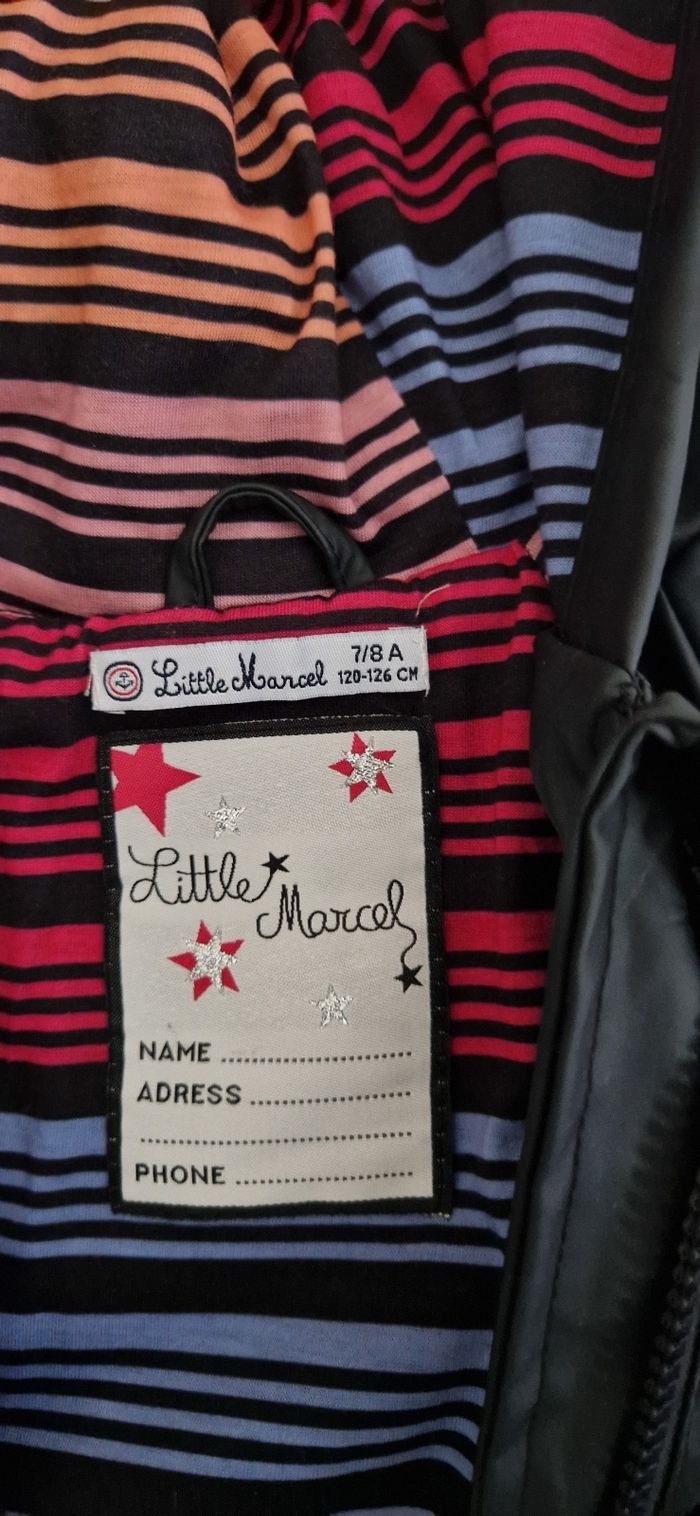 Little Marcel 7/8 A
120-126 CM
Little
Marcel
NAME ........................
ADRESS ....................
..................................
PHONE ......................